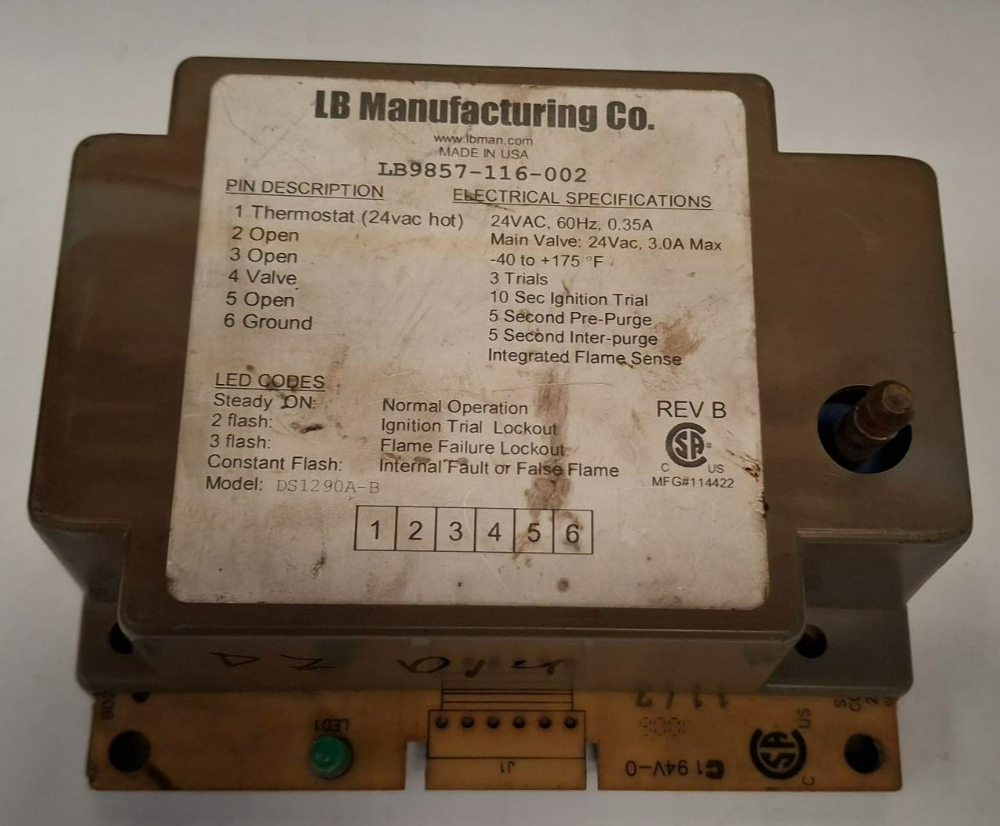 LB Manufacturing Co.
www.lbman.com
MADE IN USA
LB9857-116-002
PIN DESCRIPTION
1 Thermostat (24vac hot)
2 Open
3 Open
4 Valve
5 Open
6 Ground
ELECTRICAL SPECIFICATIONS
24VAC, 60Hz, 0.35A
Main Valve: 24Vac, 3.0A Max
-40 to +175 °F
3 Trials
10 Sec Ignition Trial
5 Second Pre-Purge
5 Second Inter-purge
Integrated Flame Sense
LED CODES
Steady ON: Normal Operation
2 flash: Ignition Trial Lockout
3 flash: Flame Failure Lockout
Constant Flash: Internal Fault or False Flame
Model: DS1290A-B
REV B
CSA®
C US
MFG#114422
1 2 3 4 5 6
LED1
J1
94V-0
CSA
C US